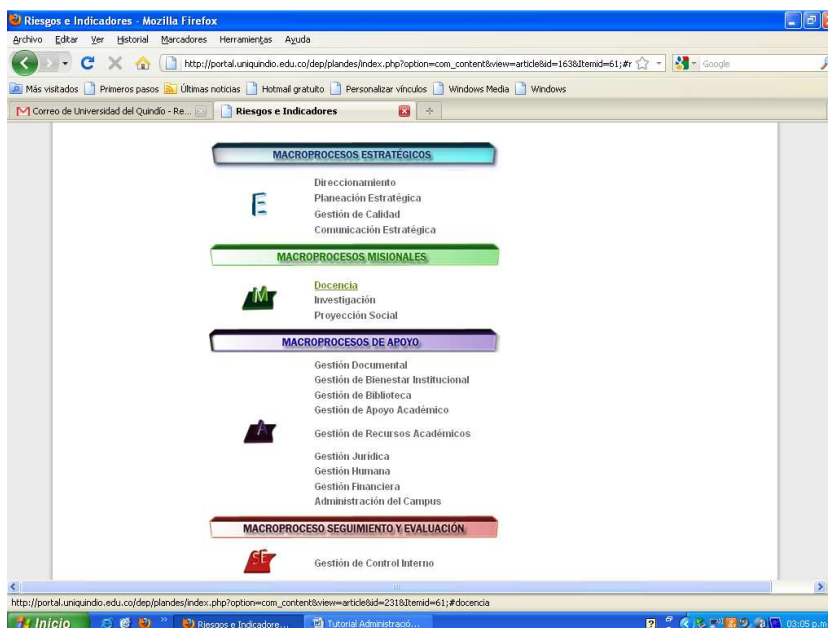 Riesgos e Indicadores - Mozilla Firefox
Archivo Editar Ver Historial Marcadores Herramientas Ayuda
http://portal.uniquindio.edu.co/dep/plandes/index.php?option=com_content&view=article&id=163&Itemid=61;#r Google
Más visitados Primeros pasos Últimas noticias Hotmail gratuito Personalizar vínculos Windows Media Windows
Correo de Universidad del Quindío - Re... Riesgos e Indicadores
MACROPROCESOS ESTRATÉGICOS
E
Direccionamiento
Planeación Estratégica
Gestión de Calidad
Comunicación Estratégica
MACROPROCESOS MISIONALES
M
Docencia
Investigación
Proyección Social
MACROPROCESOS DE APOYO
A
Gestión Documental
Gestión de Bienestar Institucional
Gestión de Biblioteca
Gestión de Apoyo Académico
Gestión de Recursos Académicos
Gestión Jurídica
Gestión Humana
Gestión Financiera
Administración del Campus
MACROPROCESO SEGUIMIENTO Y EVALUACIÓN
SE
Gestión de Control Interno
http://portal.uniquindio.edu.co/dep/plandes/index.php?option=com_content&view=article&id=231&Itemid=61;#docencia
Inicio Riesgos e Indicadore... Tutorial Administració... 03:05 p.m.